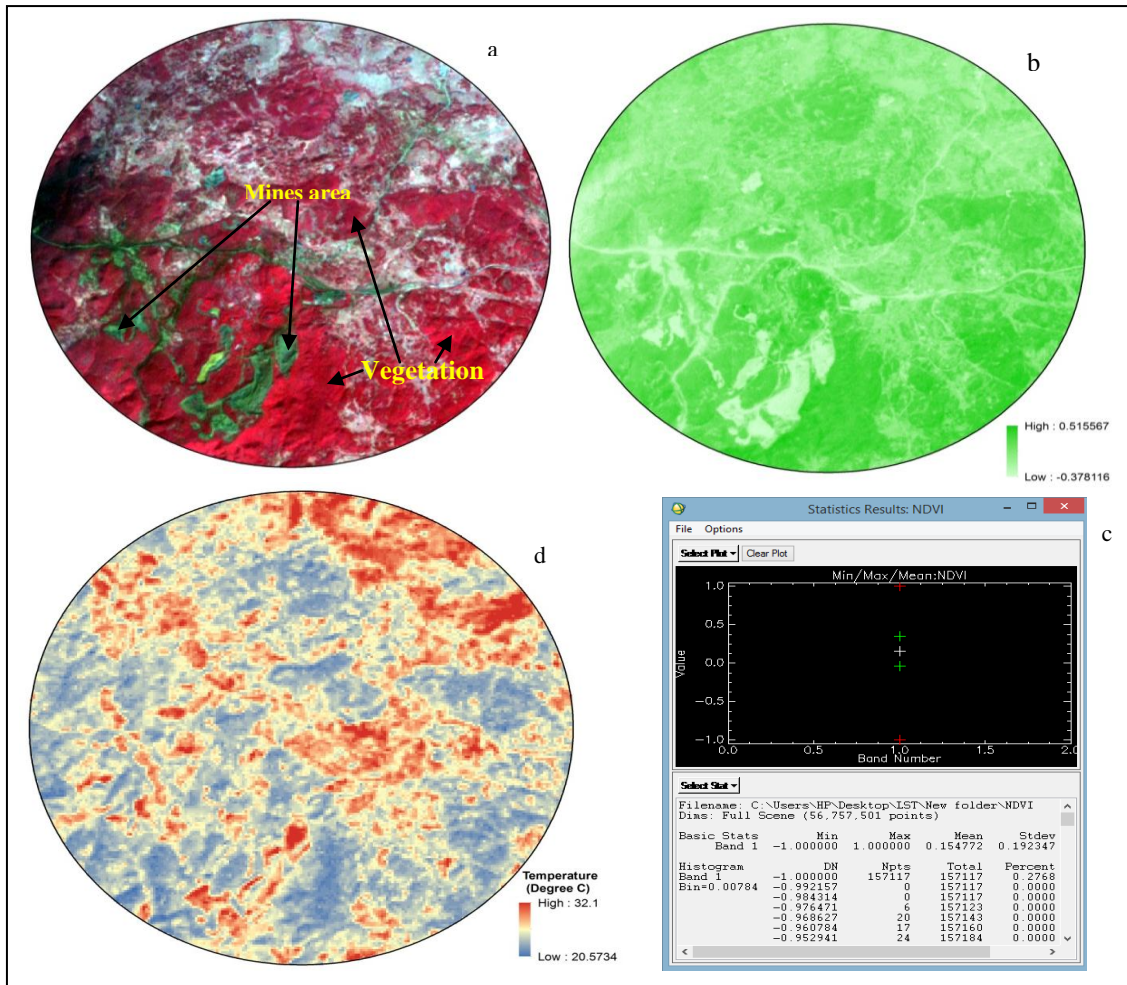 a
Mines area
Vegetation
b
High : 0.515567
Low : -0.378116
d
Temperature
(Degree C)
High : 32.1
Low : 20.5734
c
Statistics Results: NDVI
File Options
Select Plot Clear Plot
Min/Max/Mean:NDVI
1.0
0.5
0.0
−0.5
−1.0
Value
0.0 0.5 1.0 1.5 2.0
Band Number
Select Stat
Filename: C:\Users\HP\Desktop\LST\New folder\NDVI
Dims: Full Scene (56,757,501 points)
Basic Stats Min Max Mean Stdev
Band 1 -1.000000 1.000000 0.154772 0.192347
Histogram DN Npts Total Percent
Band 1 -1.000000 157117 157117 0.2768
Bin=0.00784 -0.992157 0 157117 0.0000
-0.984314 0 157117 0.0000
-0.976471 6 157123 0.0000
-0.968627 20 157143 0.0000
-0.960784 17 157160 0.0000
-0.952941 24 157184 0.0000